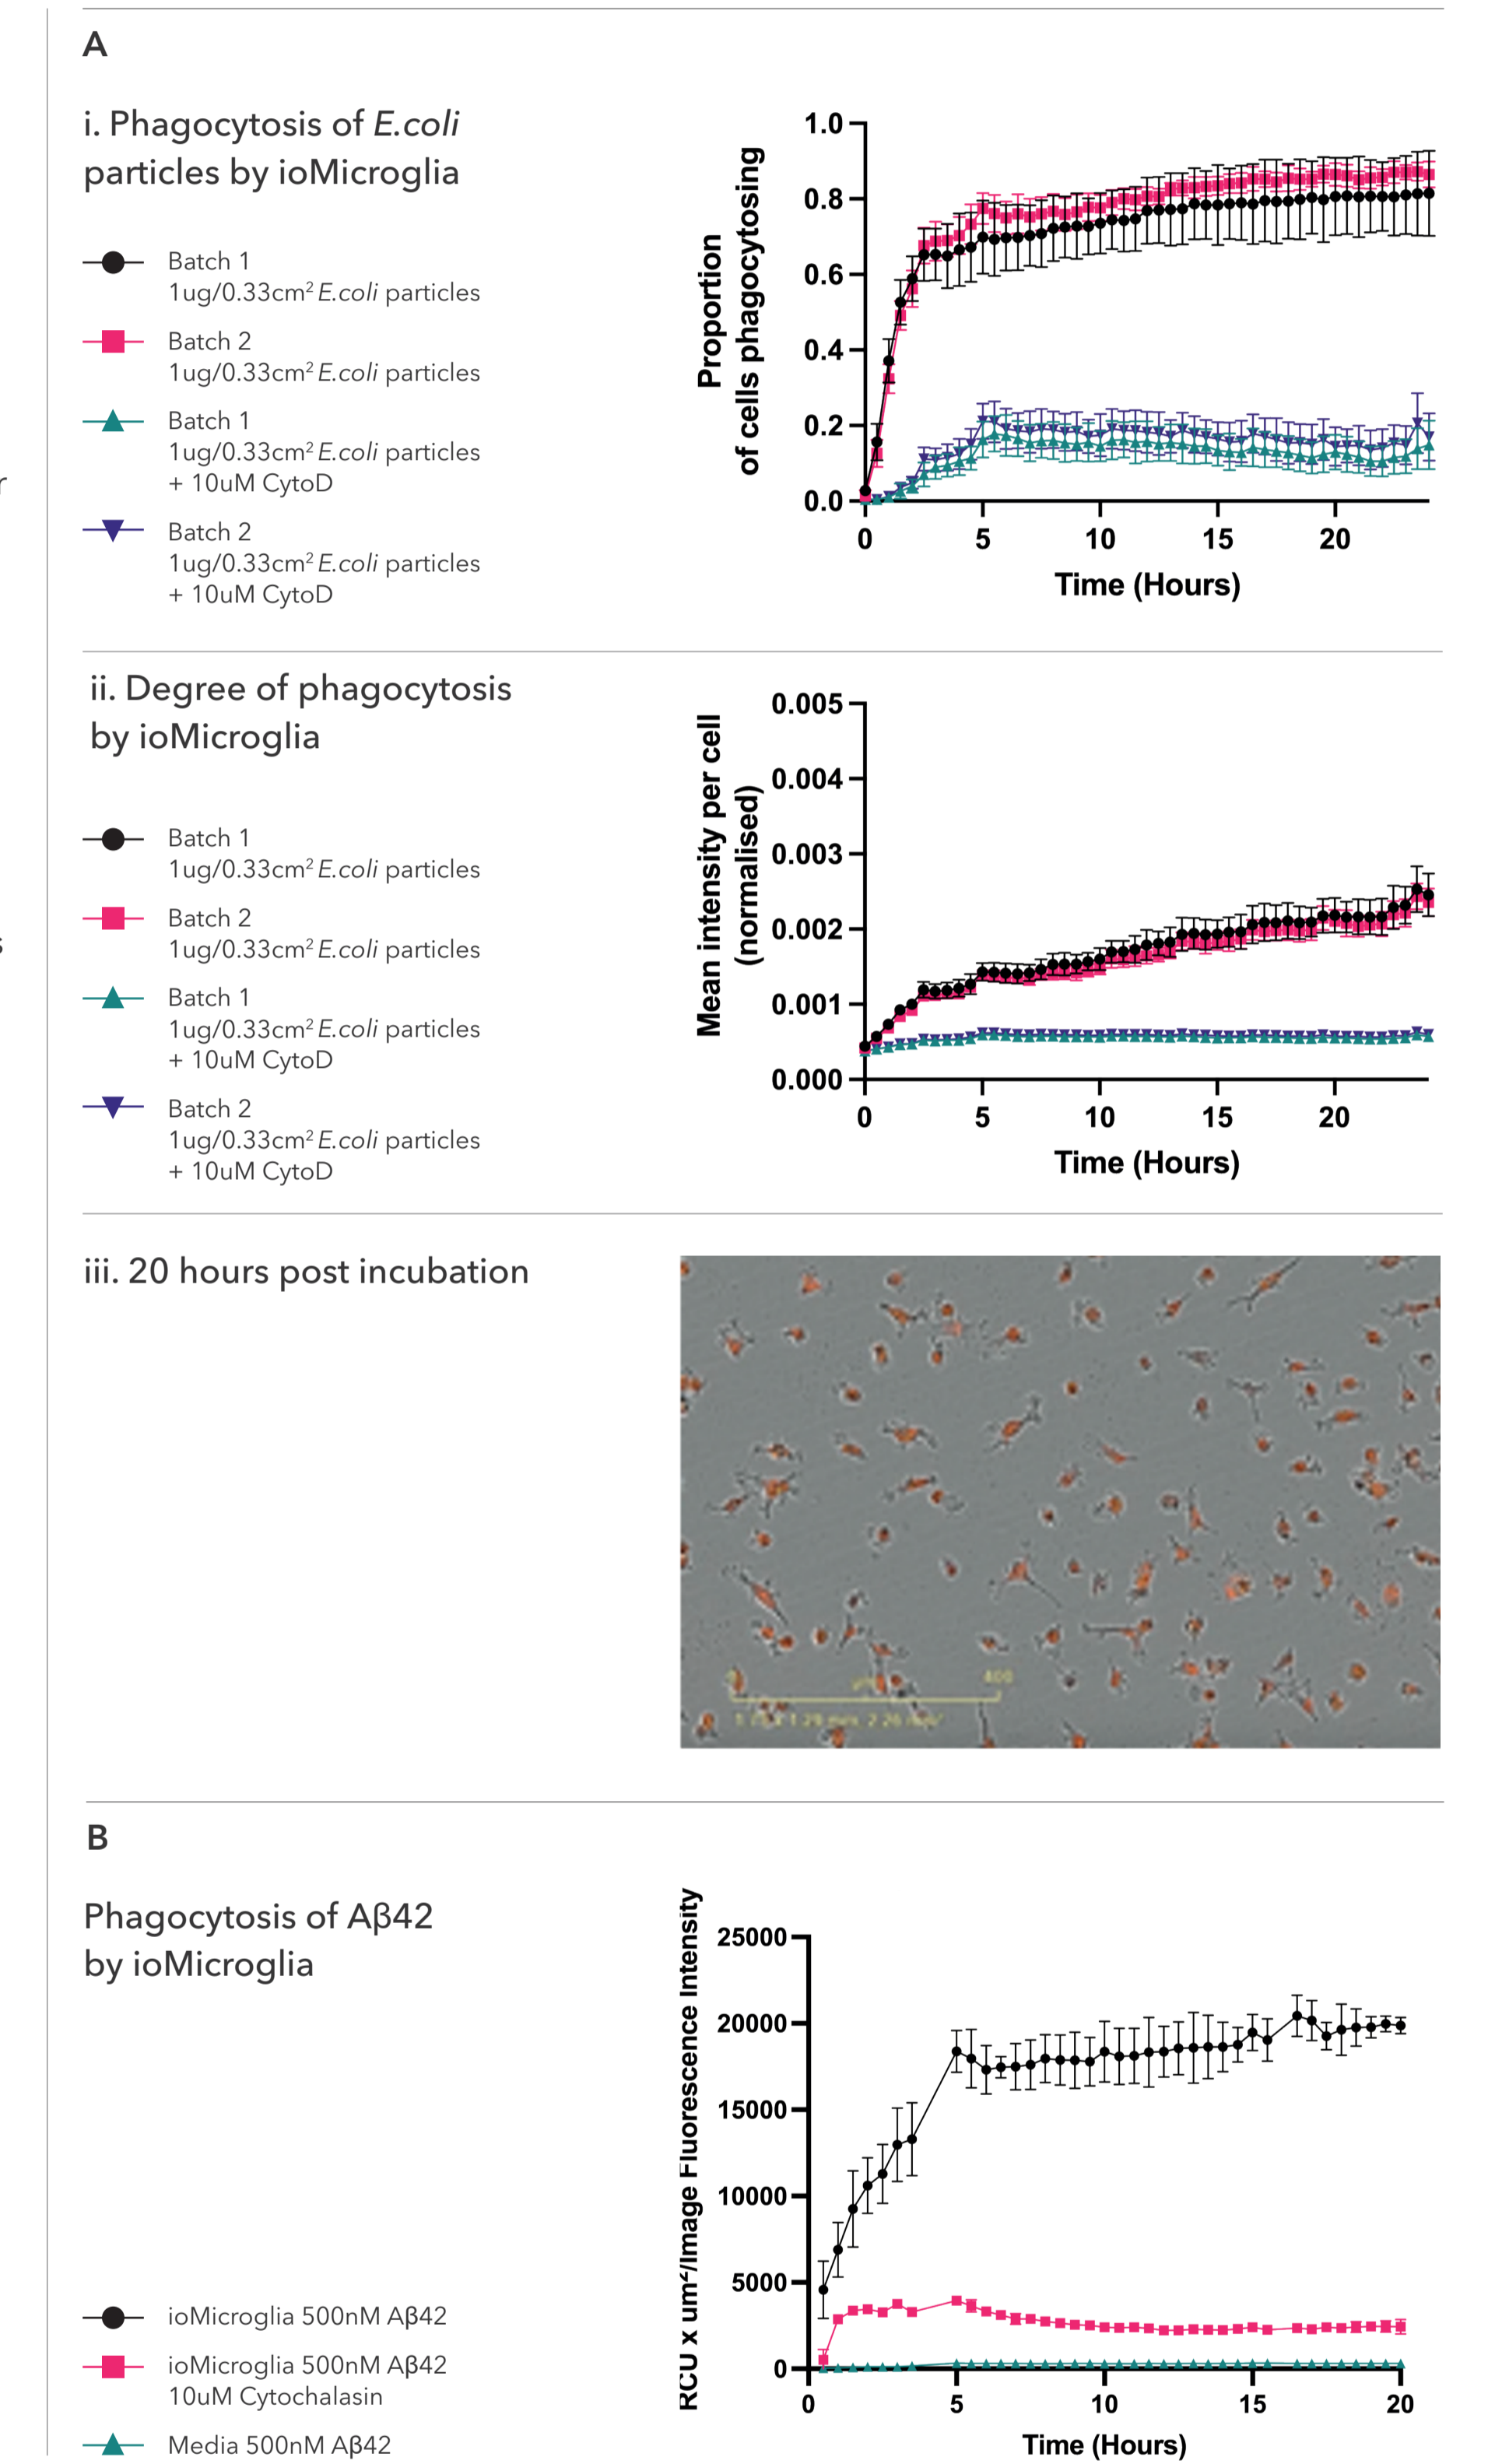 A
i. Phagocytosis of E.coli
particles by ioMicroglia
Batch 1
1ug/0.33cm² E.coli particles
Batch 2
1ug/0.33cm² E.coli particles
Batch 1
1ug/0.33cm² E.coli particles
+ 10uM CytoD
Batch 2
1ug/0.33cm² E.coli particles
+ 10uM CytoD
Proportion
of cells phagocytosing
1.0
0.8
0.6
0.4
0.2
0.0
0 5 10 15 20
Time (Hours)
ii. Degree of phagocytosis
by ioMicroglia
Batch 1
1ug/0.33cm² E.coli particles
Batch 2
1ug/0.33cm² E.coli particles
Batch 1
1ug/0.33cm² E.coli particles
+ 10uM CytoD
Batch 2
1ug/0.33cm² E.coli particles
+ 10uM CytoD
Mean intensity per cell
(normalised)
0.005
0.004
0.003
0.002
0.001
0.000
0 5 10 15 20
Time (Hours)
iii. 20 hours post incubation
400
1.29 mm 2.26
B
Phagocytosis of Aβ42
by ioMicroglia
ioMicroglia 500nM Aβ42
ioMicroglia 500nM Aβ42
10uM Cytochalasin
Media 500nM Aβ42
RCU x um²/Image Fluorescence Intensity
25000
20000
15000
10000
5000
0
0 5 10 15 20
Time (Hours)